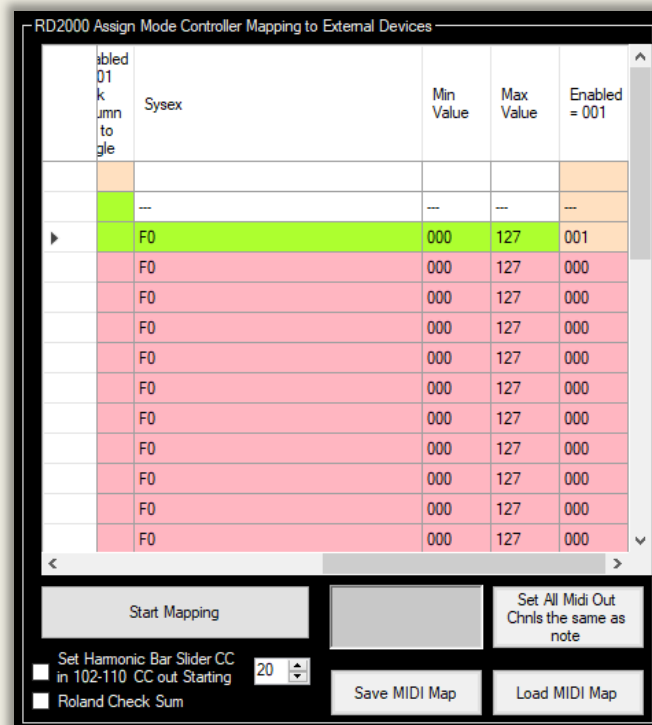 RD2000 Assign Mode Controller Mapping to External Devices
abled
01
k
umn
to
gle
Sysex
Min
Value
Max
Value
Enabled
= 001
--- --- --- ---
F0 000 127 001
F0 000 127 000
F0 000 127 000
F0 000 127 000
F0 000 127 000
F0 000 127 000
F0 000 127 000
F0 000 127 000
F0 000 127 000
F0 000 127 000
F0 000 127 000
Start Mapping
Set All Midi Out
Chnls the same as
note
Set Harmonic Bar Slider CC
in 102-110 CC out Starting
20
Roland Check Sum
Save MIDI Map
Load MIDI Map